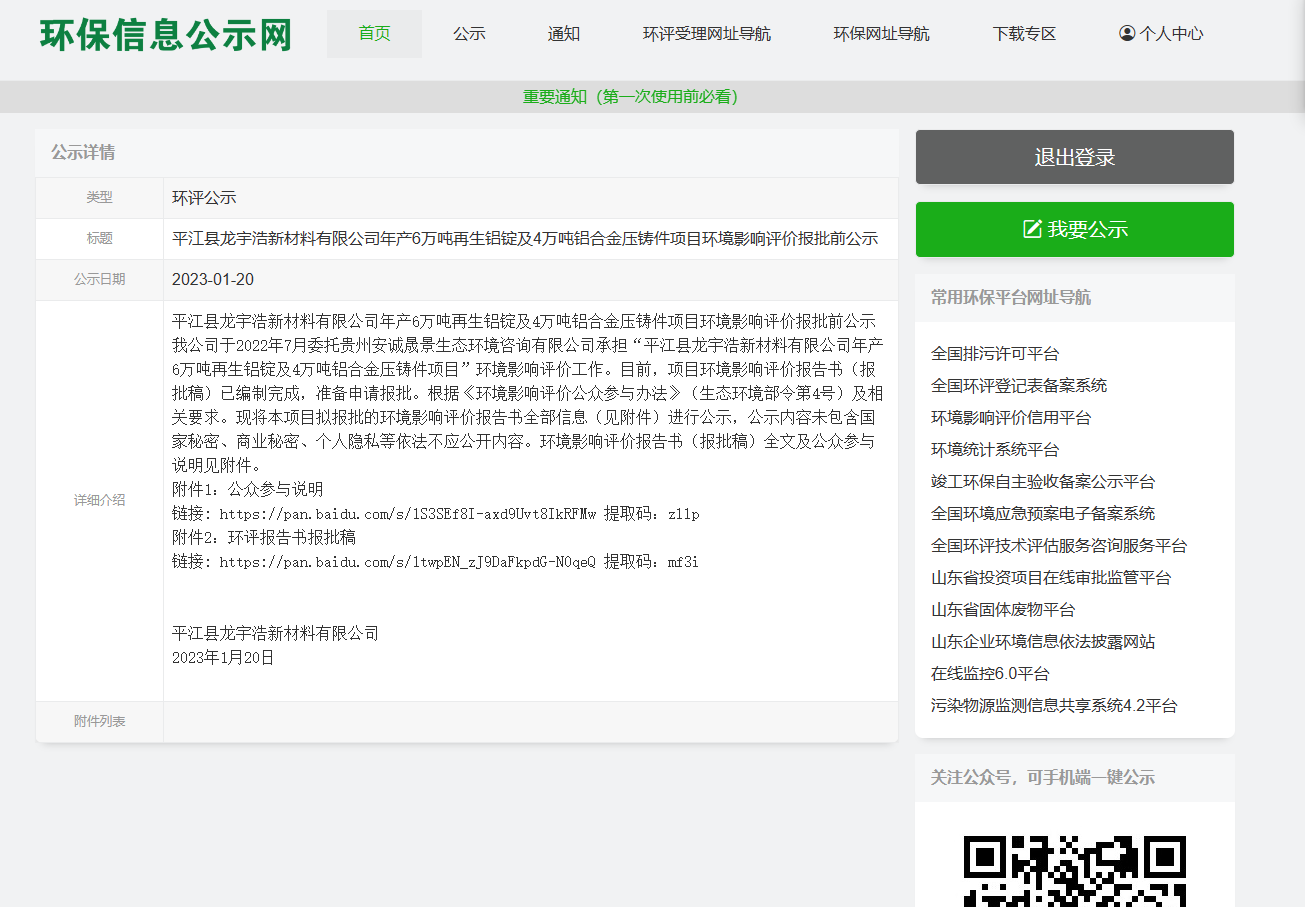 环保信息公示网
首页 公示 通知 环评受理网址导航 环保网址导航 下载专区 个人中心
重要通知（第一次使用前必看）
公示详情
类型 环评公示
标题 平江县龙宇浩新材料有限公司年产6万吨再生铝锭及4万吨铝合金压铸件项目环境影响评价报批前公示
公示日期 2023-01-20
详细介绍
平江县龙宇浩新材料有限公司年产6万吨再生铝锭及4万吨铝合金压铸件项目环境影响评价报批前公示
我公司于2022年7月委托贵州安诚晟景生态环境咨询有限公司承担“平江县龙宇浩新材料有限公司年产
6万吨再生铝锭及4万吨铝合金压铸件项目”环境影响评价工作。目前，项目环境影响评价报告书（报
批稿）已编制完成，准备申请报批。根据《环境影响评价公众参与办法》（生态环境部令第4号）及相
关要求。现将本项目拟报批的环境影响评价报告书全部信息（见附件）进行公示，公示内容未包含国
家秘密、商业秘密、个人隐私等依法不应公开内容。环境影响评价报告书（报批稿）全文及公众参与
说明见附件。
附件1：公众参与说明
链接：https://pan.baidu.com/s/1S3SEf8I-axd9Uvt8IkRFMw 提取码：z11p
附件2：环评报告书报批稿
链接：https://pan.baidu.com/s/1twpEN_zJ9DaFkpdG-N0qeQ 提取码：mf3i
平江县龙宇浩新材料有限公司
2023年1月20日
附件列表
退出登录
我要公示
常用环保平台网址导航
全国排污许可平台
全国环评登记表备案系统
环境影响评价信用平台
环境统计系统平台
竣工环保自主验收备案公示平台
全国环境应急预案电子备案系统
全国环评技术评估服务咨询服务平台
山东省投资项目在线审批监管平台
山东省固体废物平台
山东企业环境信息依法披露网站
在线监控6.0平台
污染物源监测信息共享系统4.2平台
关注公众号，可手机端一键公示